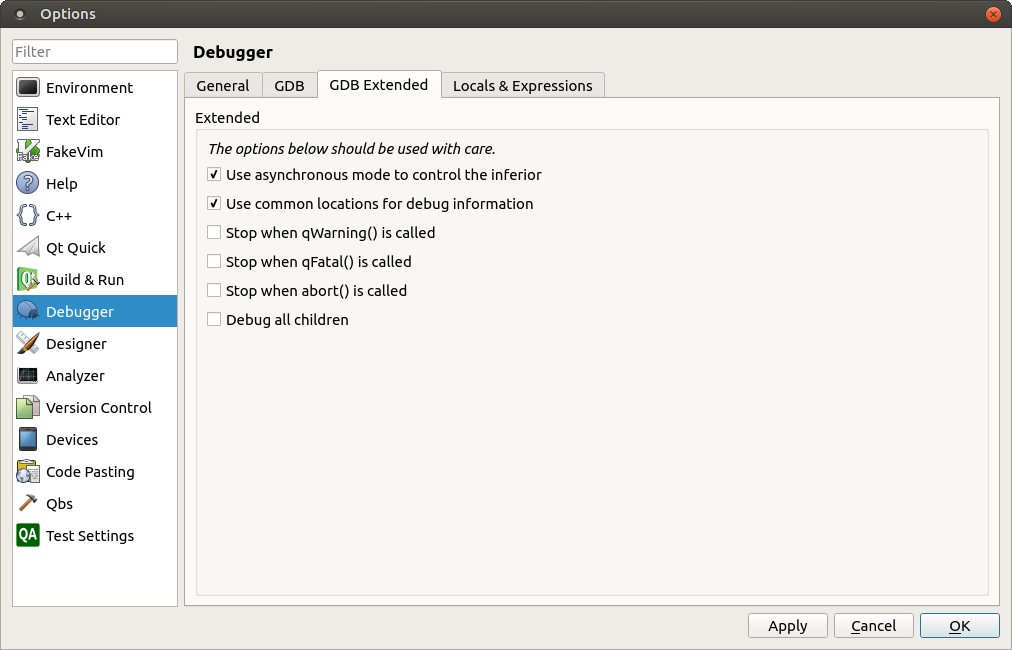 Options
Filter
Environment
Text Editor
FakeVim
Help
C++
Qt Quick
Build & Run
Debugger
Designer
Analyzer
Version Control
Devices
Code Pasting
Qbs
QA Test Settings
Debugger
General GDB GDB Extended Locals & Expressions
Extended
The options below should be used with care.
Use asynchronous mode to control the inferior
Use common locations for debug information
Stop when qWarning() is called
Stop when qFatal() is called
Stop when abort() is called
Debug all children
Apply Cancel OK